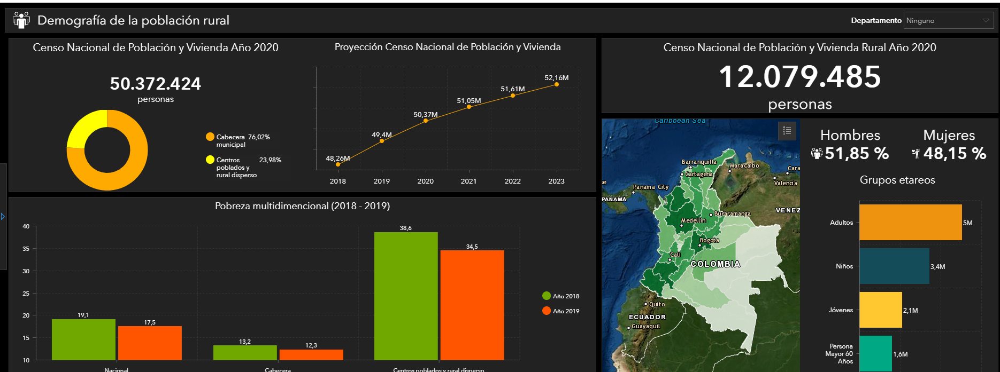 Demografía de la población rural
Departamento Ninguno
Censo Nacional de Población y Vivienda Año 2020
50.372.424
personas
Cabecera municipal 76,02%
Centros poblados y rural disperso 23,98%
Proyección Censo Nacional de Población y Vivienda
48,26M
49,4M
50,37M
51,05M
51,61M
52,16M
2018
2019
2020
2021
2022
2023
Censo Nacional de Población y Vivienda Rural Año 2020
12.079.485
personas
Pobreza multidimencional (2018 - 2019)
40
35
30
25
20
15
10
19,1
17,5
13,2
12,3
38,6
34,5
Nacional
Cabecera
Centros poblados y rural disperso
Año 2018
Año 2019
Caribbean Sea
Barranquilla
Cartagena
Maracaibo
Cara
Valencia
Panama City
PANAMA
VENEZ
Bucaramanga
Medellin
Bogota
Cali
COLOMBIA
Quito
ECUADOR
Guayaquil
Hombres
51,85 %
Mujeres
48,15 %
Grupos etareos
Adultos
5M
Niños
3,4M
Jóvenes
2,1M
Persona
Mayor 60
Años
1,6M